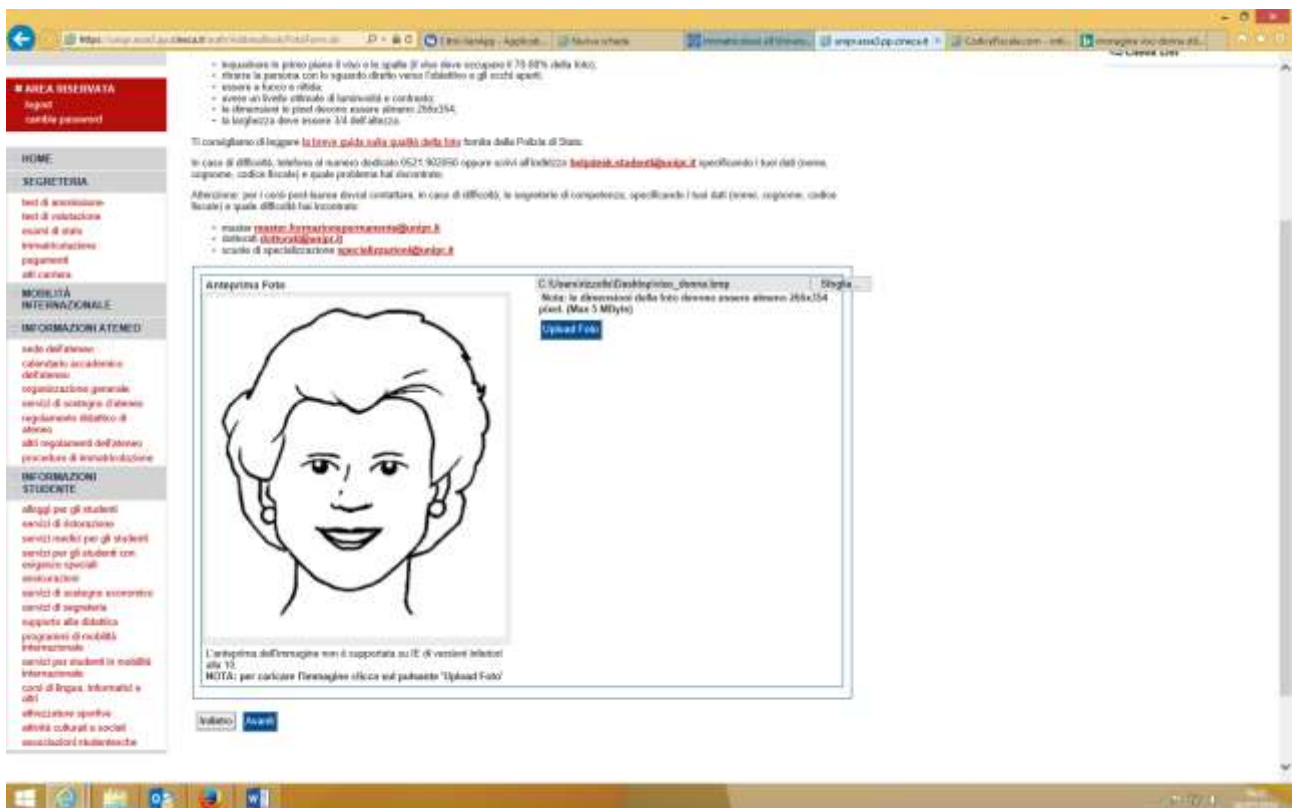 AREA RISERVATA
logout
cambia password
HOME
SEGRETERIA
test di ammissione
test di valutazione
esami di stato
immatricolazione
pagamenti
atti carriera
MOBILITÀ
INTERNAZIONALE
INFORMAZIONI ATENEO
sede dell'ateneo
calendario accademico
dell'ateneo
organizzazione generale
servizi di sostegno d'ateneo
regolamento didattico di
ateneo
altri regolamenti dell'ateneo
procedure di immatricolazione
INFORMAZIONI
STUDENTE
alloggi per gli studenti
servizi di ristorazione
servizi medici per gli studenti
servizi per gli studenti con
esigenze speciali
assicurazioni
servizi di sostegno economico
servizi di segreteria
supporto alla didattica
programmi di mobilità
internazionale
servizi per studenti in mobilità
internazionale
corsi di lingua, informatici e
altri
attrezzature sportive
attività culturali e sociali
associazioni studentesche
- inquadrare in primo piano il viso e le spalle (il viso deve occupare il 70-80% della foto);
- ritrarre la persona con lo sguardo diretto verso l'obiettivo e gli occhi aperti;
- essere a fuoco e nitida;
- avere un livello ottimale di luminosità e contrasto;
- le dimensioni in pixel devono essere almeno 266x354;
- la larghezza deve essere 3/4 dell'altezza.
Ti consigliamo di leggere la breve guida sulla qualità della foto fornita dalla Polizia di Stato.
In caso di difficoltà, telefona al numero dedicato 0521 902050 oppure scrivi all'indirizzo helpdesk.studenti@unipr.it specificando i tuoi dati (nome,
cognome, codice fiscale) e quale problema hai riscontrato.
Attenzione: per i corsi post-laurea dovrai contattare, in caso di difficoltà, le segreterie di competenza, specificando i tuoi dati (nome, cognome, codice
fiscale) e quale difficoltà hai incontrato:
- master master.formazionepermanente@unipr.it
- dottorati dottorati@unipr.it
- scuole di specializzazione specializzazioni@unipr.it
Anteprima Foto
Sfoglia...
Note: le dimensioni della foto devono essere almeno 266x354
pixel. (Max 5 MByte)
Upload Foto
L'anteprima dell'immagine non è supportata su IE di versioni inferiori
alla 10.
NOTA: per caricare l'immagine clicca sul pulsante 'Upload Foto'
Indietro Avanti